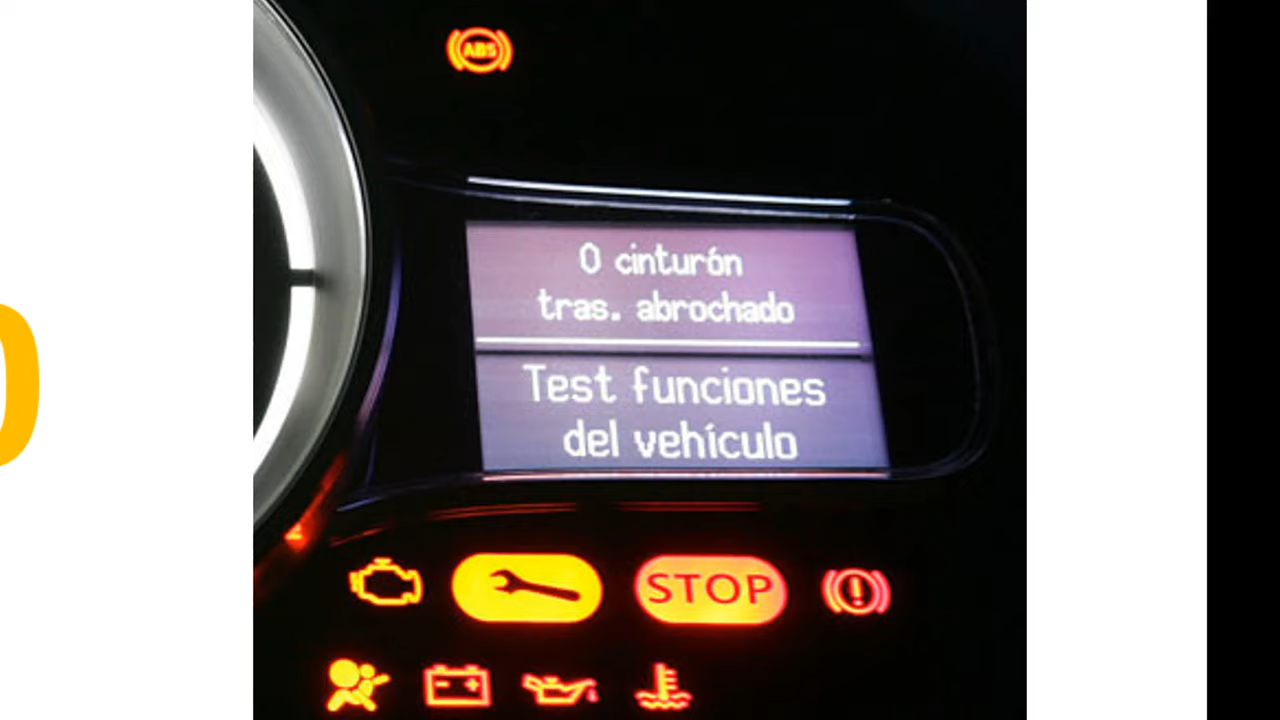 ABS
0 cinturón
tras. abrochado
Test funciones
del vehículo
STOP